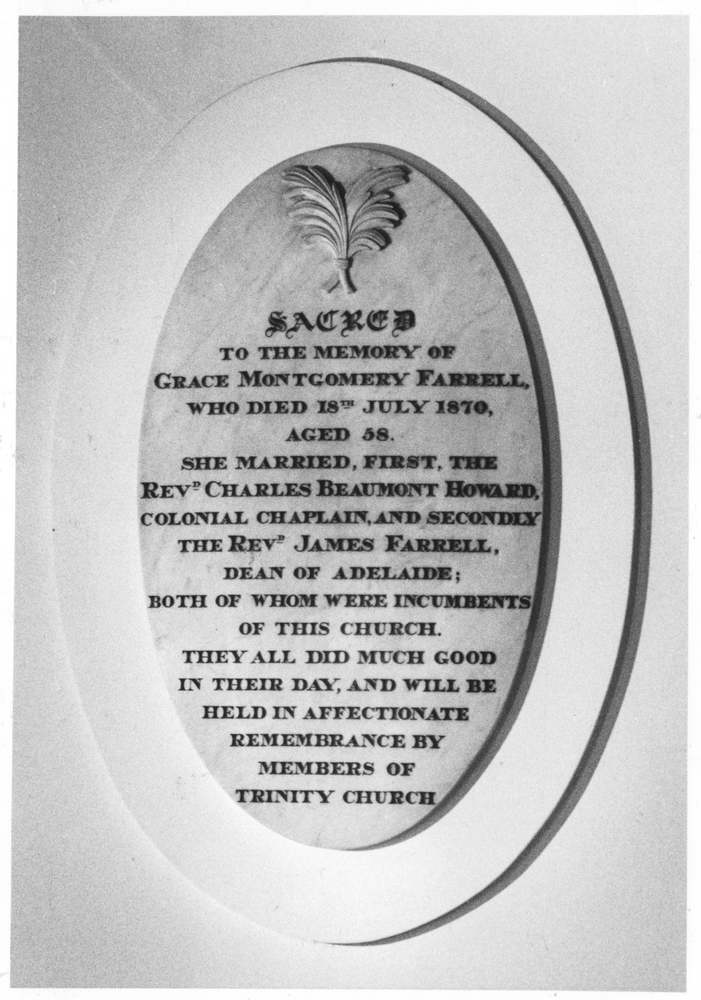 SACRED
TO THE MEMORY OF
GRACE MONTGOMERY FARRELL,
WHO DIED 18TH JULY 1870,
AGED 58.
SHE MARRIED, FIRST, THE
REVD CHARLES BEAUMONT HOWARD,
COLONIAL CHAPLAIN, AND SECONDLY
THE REVD JAMES FARRELL,
DEAN OF ADELAIDE;
BOTH OF WHOM WERE INCUMBENTS
OF THIS CHURCH.
THEY ALL DID MUCH GOOD
IN THEIR DAY, AND WILL BE
HELD IN AFFECTIONATE
REMEMBRANCE BY
MEMBERS OF
TRINITY CHURCH